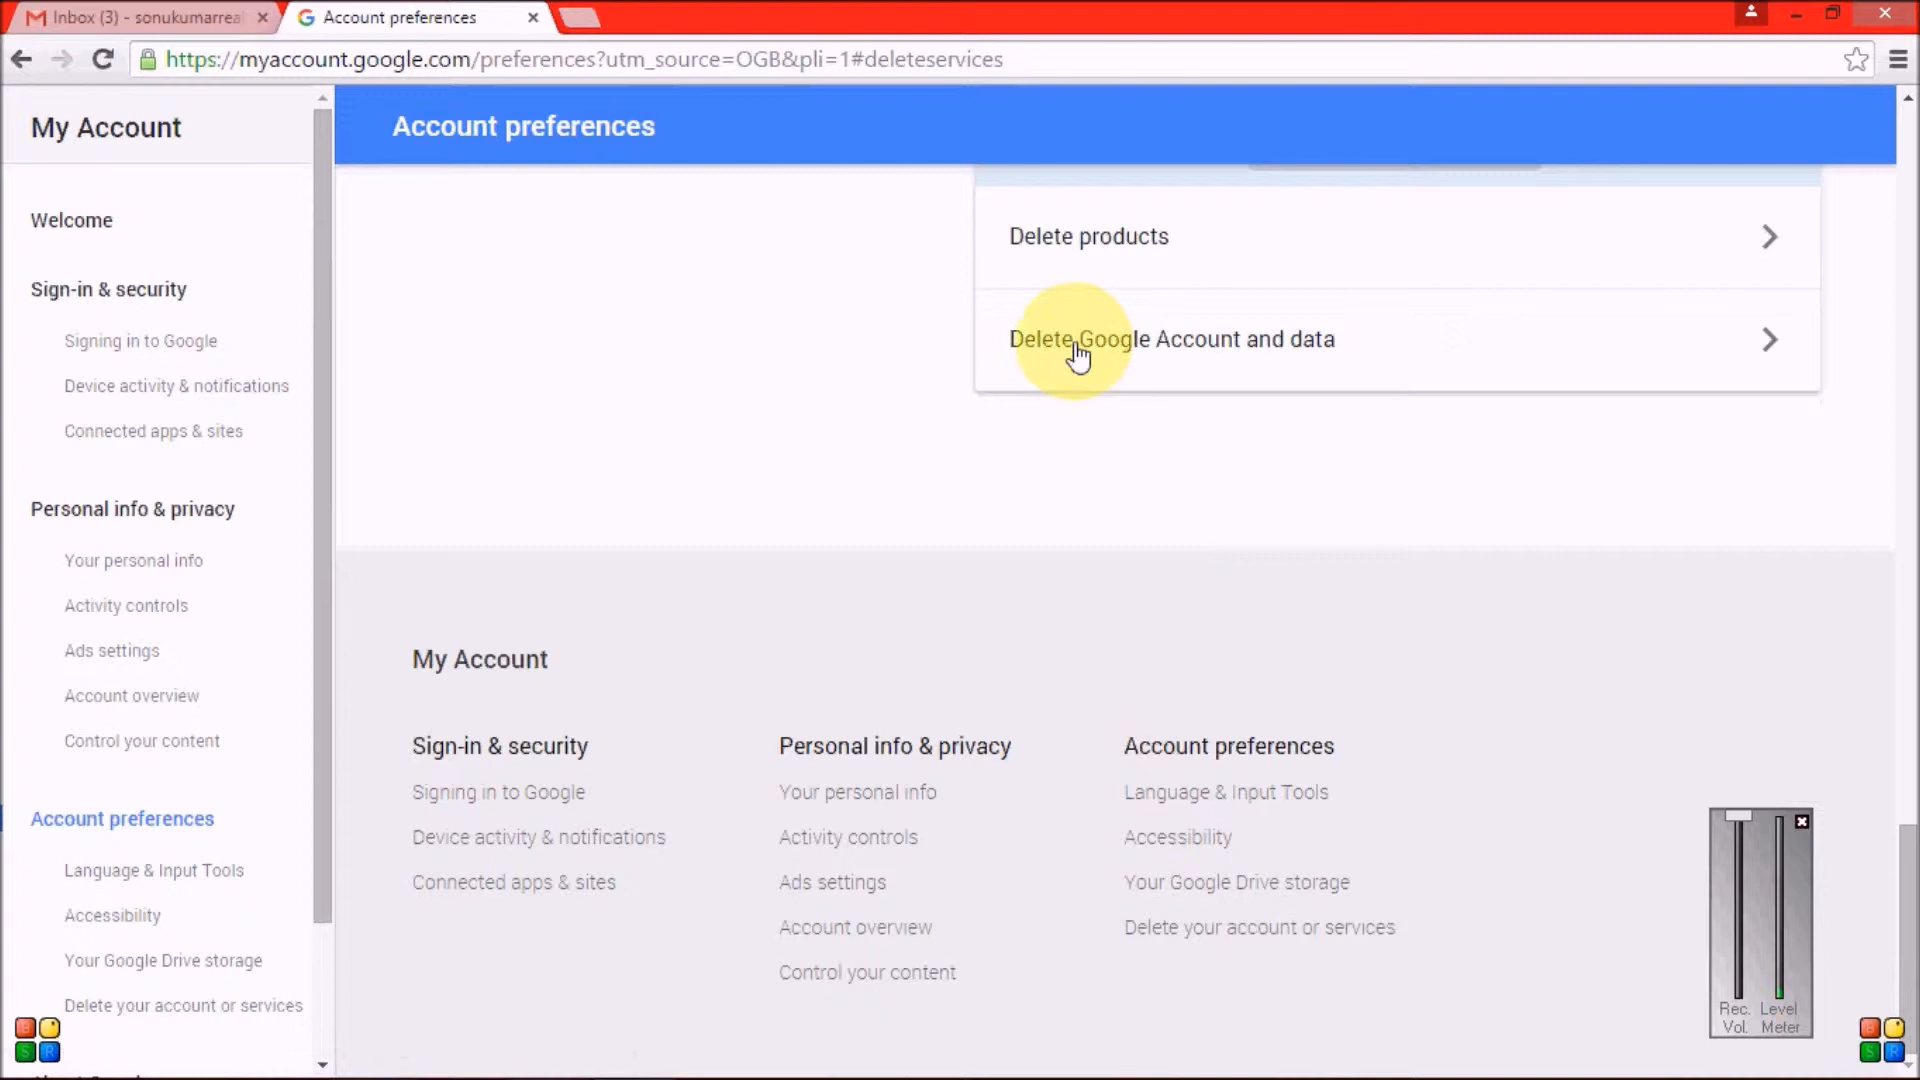 Inbox (3) - sonukumarrea
Account preferences
https://myaccount.google.com/preferences?utm_source=OGB&pli=1#deleteservices
My Account
Account preferences
Welcome
Sign-in & security
Signing in to Google
Device activity & notifications
Connected apps & sites
Personal info & privacy
Your personal info
Activity controls
Ads settings
Account overview
Control your content
Account preferences
Language & Input Tools
Accessibility
Your Google Drive storage
Delete your account or services
Delete products
Delete Google Account and data
My Account
Sign-in & security
Signing in to Google
Device activity & notifications
Connected apps & sites
Personal info & privacy
Your personal info
Activity controls
Ads settings
Account overview
Control your content
Account preferences
Language & Input Tools
Accessibility
Your Google Drive storage
Delete your account or services
Rec. Level
Vol. Meter
B
S R
B
S R